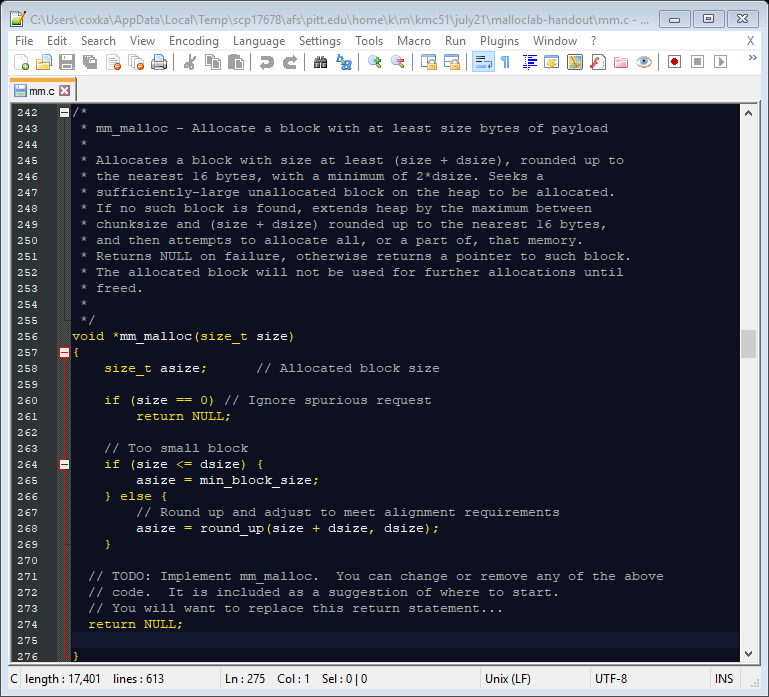 C:\Users\coxka\AppData\Local\Temp\scp17678\afs\pitt.edu\home\k\m\kmc51\july21\malloclab-handout\mm.c - ...
File Edit Search View Encoding Language Settings Tools Macro Run Plugins Window ? X
mm.c
242 /*
243  * mm_malloc - Allocate a block with at least size bytes of payload
244  *
245  * Allocates a block with size at least (size + dsize), rounded up to
246  * the nearest 16 bytes, with a minimum of 2*dsize. Seeks a
247  * sufficiently-large unallocated block on the heap to be allocated.
248  * If no such block is found, extends heap by the maximum between
249  * chunksize and (size + dsize) rounded up to the nearest 16 bytes,
250  * and then attempts to allocate all, or a part of, that memory.
251  * Returns NULL on failure, otherwise returns a pointer to such block.
252  * The allocated block will not be used for further allocations until
253  * freed.
254  *
255  */
256 void *mm_malloc(size_t size)
257 {
258     size_t asize;      // Allocated block size
259
260     if (size == 0) // Ignore spurious request
261         return NULL;
262
263     // Too small block
264     if (size <= dsize) {
265         asize = min_block_size;
266     } else {
267         // Round up and adjust to meet alignment requirements
268         asize = round_up(size + dsize, dsize);
269     }
270
271   // TODO: Implement mm_malloc.  You can change or remove any of the above
272   // code.  It is included as a suggestion of where to start.
273   // You will want to replace this return statement...
274   return NULL;
275
276 }
C length : 17,401 lines : 613 Ln : 275 Col : 1 Sel : 0 | 0 Unix (LF) UTF-8 INS